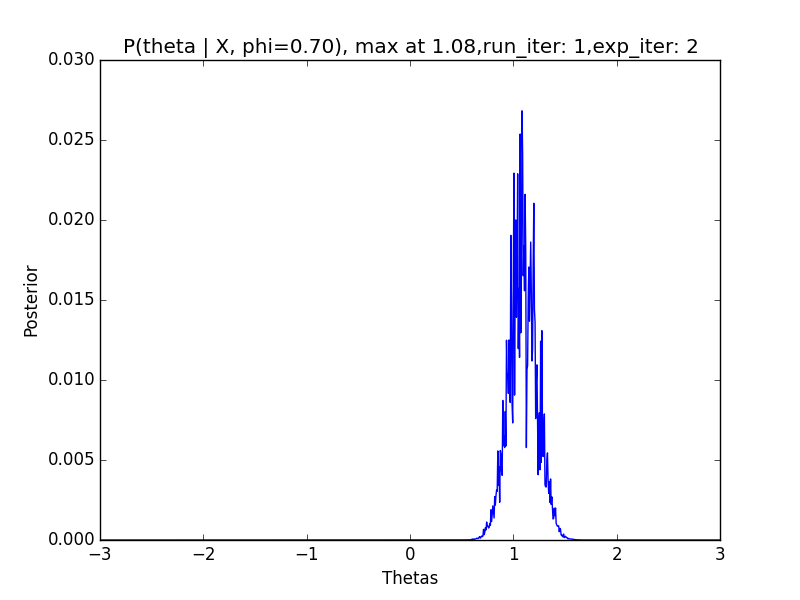 P(theta | X, phi=0.70), max at 1.08,run_iter: 1,exp_iter: 2
0.030
0.025
0.020
0.015
0.010
0.005
0.000
Posterior
−3 −2 −1 0 1 2 3
Thetas